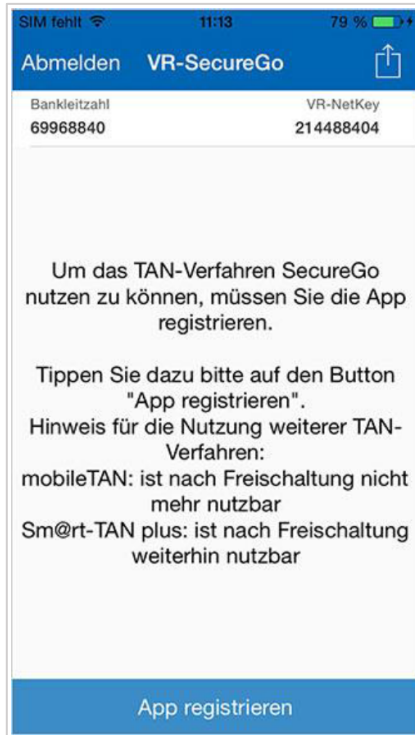 SIM fehlt 11:13 79 %
Abmelden VR-SecureGo
Bankleitzahl VR-NetKey
69968840 214488404
Um das TAN-Verfahren SecureGo
nutzen zu können, müssen Sie die App
registrieren.
Tippen Sie dazu bitte auf den Button
"App registrieren".
Hinweis für die Nutzung weiterer TAN-
Verfahren:
mobileTAN: ist nach Freischaltung nicht
mehr nutzbar
Sm@rt-TAN plus: ist nach Freischaltung
weiterhin nutzbar
App registrieren